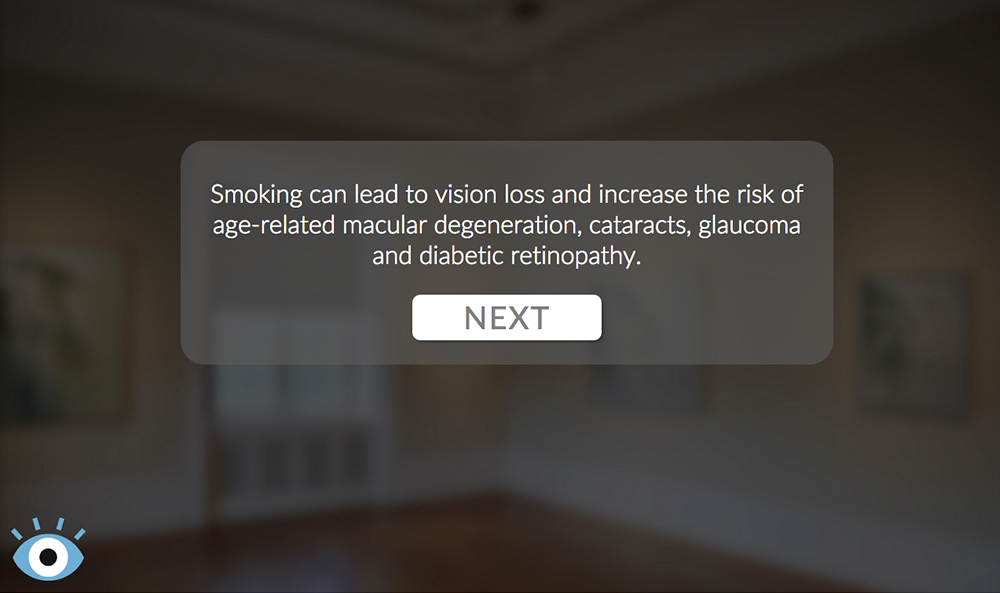 Smoking can lead to vision loss and increase the risk of
age-related macular degeneration, cataracts, glaucoma
and diabetic retinopathy.
NEXT